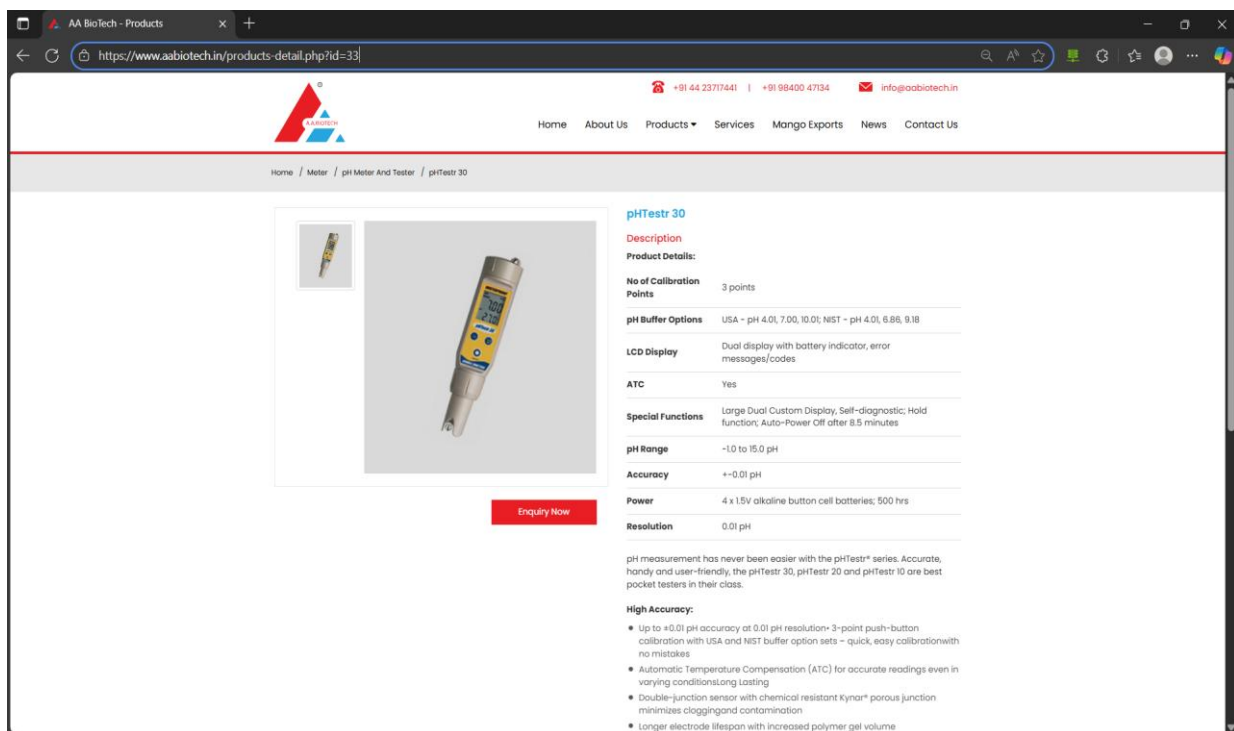 AA BioTech - Products
https://www.aabiotech.in/products-detail.php?id=33
+91 44 23717441 | +91 98400 47134 info@aabiotech.in
AABIOTECH
Home About Us Products Services Mango Exports News Contact Us
Home / Meter / pH Meter And Tester / pHTestr 30
pHTestr 30
Description
Product Details:
No of Calibration Points 3 points
pH Buffer Options USA - pH 4.01, 7.00, 10.01; NIST - pH 4.01, 6.86, 9.18
LCD Display Dual display with battery indicator, error
messages/codes
ATC Yes
Special Functions Large Dual Custom Display, Self-diagnostic; Hold
function; Auto-Power Off after 8.5 minutes
pH Range -1.0 to 15.0 pH
Accuracy +-0.01 pH
Power 4 x 1.5V alkaline button cell batteries; 500 hrs
Resolution 0.01 pH
Enquiry Now
pH measurement has never been easier with the pHTestr® series. Accurate,
handy and user-friendly, the pHTestr 30, pHTestr 20 and pHTestr 10 are best
pocket testers in their class.
High Accuracy:
Up to ±0.01 pH accuracy at 0.01 pH resolution• 3-point push-button
calibration with USA and NIST buffer option sets – quick, easy calibrationwith
no mistakes
Automatic Temperature Compensation (ATC) for accurate readings even in
varying conditionsLong Lasting
Double-junction sensor with chemical resistant Kynar® porous junction
minimizes cloggingand contamination
Longer electrode lifespan with increased polymer gel volume